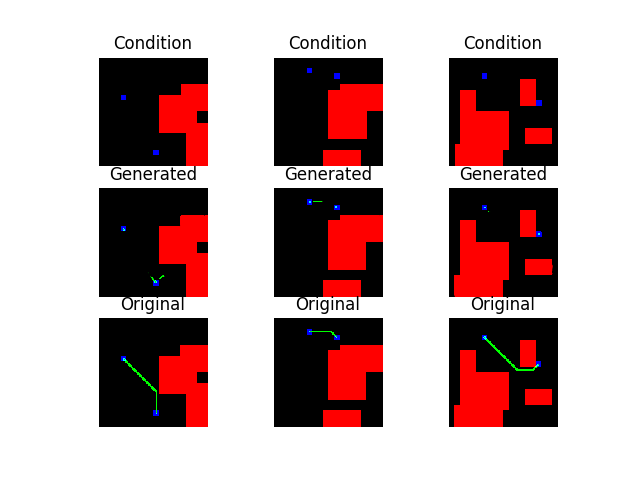 Condition Condition Condition
Generated Generated Generated
Original Original Original